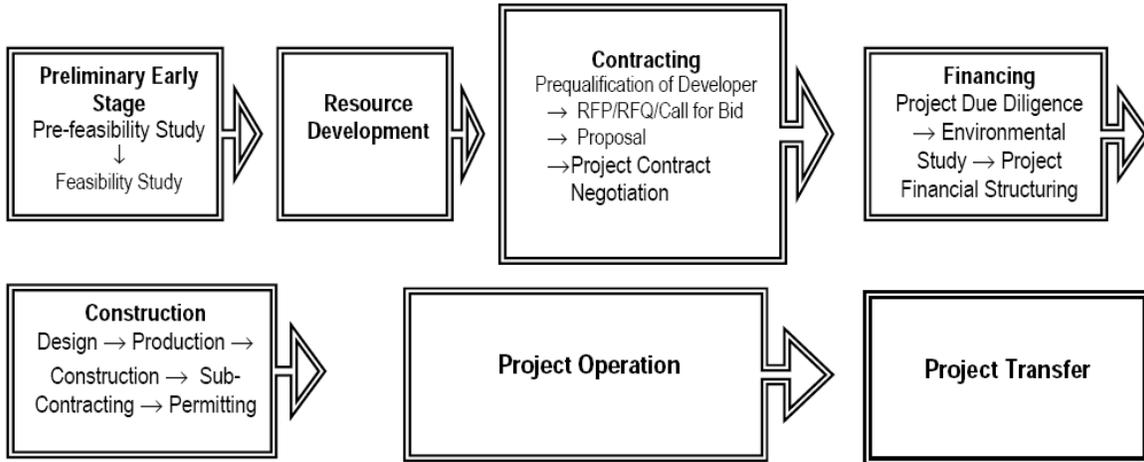 Preliminary Early
Stage
Pre-feasibility Study
↓
Feasibility Study
Resource
Development
Contracting
Prequalification of Developer
→ RFP/RFQ/Call for Bid
→ Proposal
→Project Contract
Negotiation
Financing
Project Due Diligence
→ Environmental
Study → Project
Financial Structuring
Construction
Design → Production →
Construction → Sub-
Contracting → Permitting
Project Operation
Project Transfer